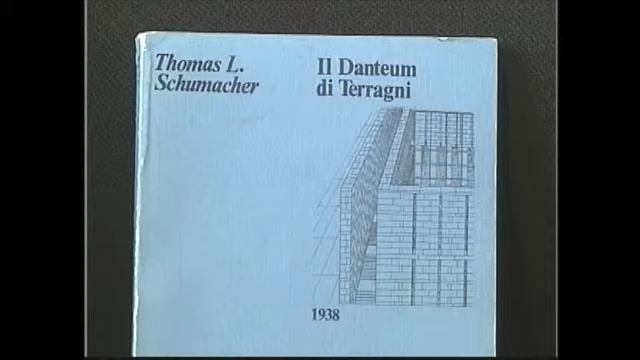 Thomas L.
Schumacher
Il Danteum
di Terragni
1938